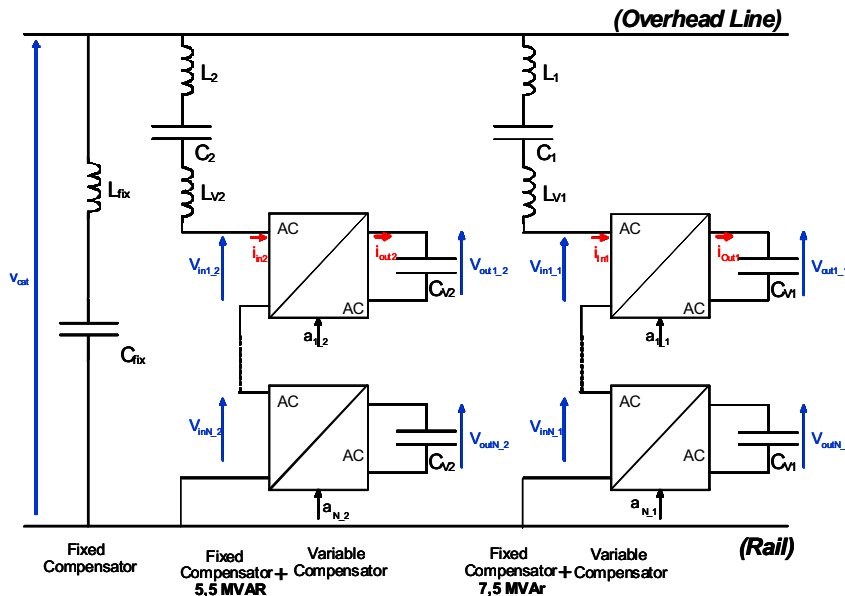 (Overhead Line)
L2
L1
C2
C1
Lfix
LV2
LV1
AC
AC
iin2
iout2
iin1
iOut1
Vin1_2
Vout1_2
Vin1_1
Vout1_1
vcat
CV2
CV1
AC
AC
Cfix
a1_2
a1_1
AC
AC
VinN_2
VoutN_2
VinN_1
VoutN_
AC
AC
CV2
CV1
aN_2
aN_1
(Rail)
Fixed
Compensator
Fixed
Compensator
5,5 MVAR
+
Variable
Compensator
Fixed
Compensator
7,5 MVAr
+
Variable
Compensator